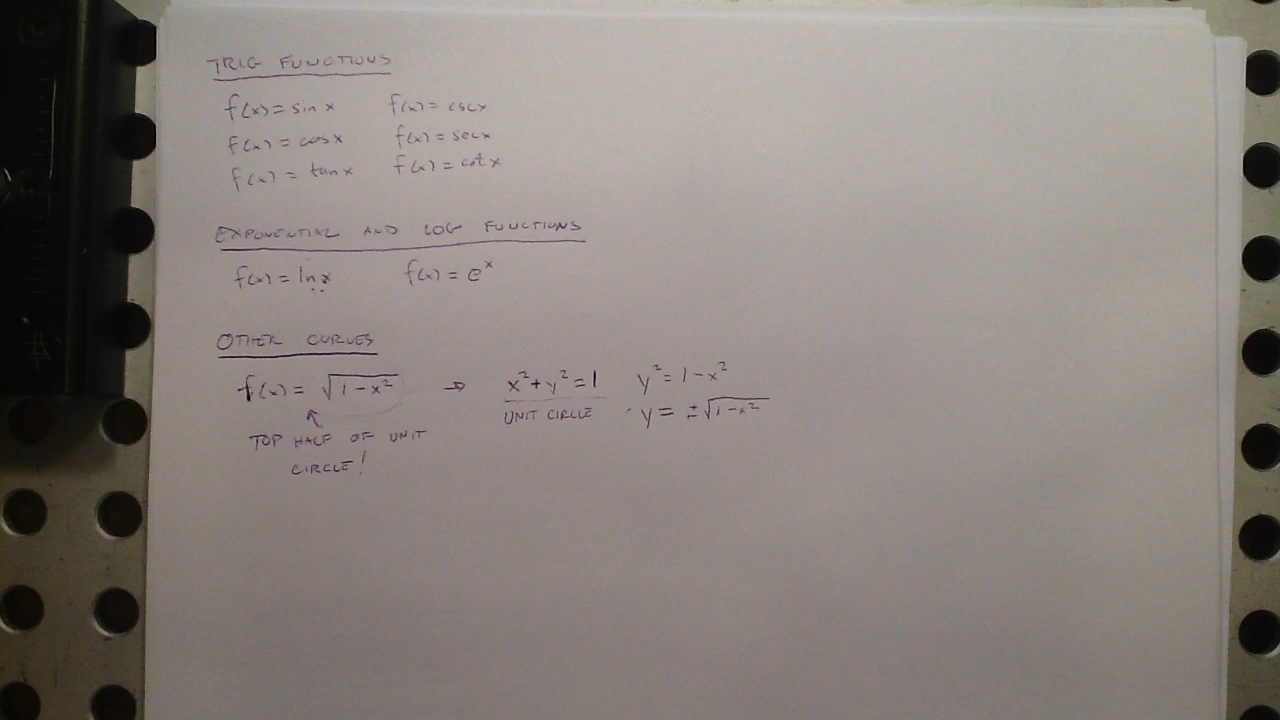 TRIG FUNCTIONS
f(x) = sin x f(x) = csc x
f(x) = cos x f(x) = sec x
f(x) = tan x f(x) = cot x
EXPONENTIAL AND LOG FUNCTIONS
f(x) = ln x f(x) = e^x
OTHER CURVES
f(x) = √(1-x²) → x² + y² = 1 y² = 1-x²
UNIT CIRCLE y = ±√(1-x²)
↖
TOP HALF OF UNIT
CIRCLE!